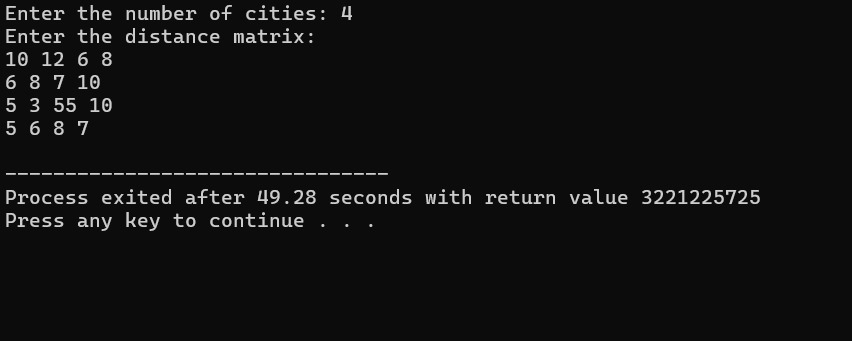 Enter the number of cities: 4
Enter the distance matrix:
10 12 6 8
6 8 7 10
5 3 55 10
5 6 8 7
--------------------------------
Process exited after 49.28 seconds with return value 3221225725
Press any key to continue . . .